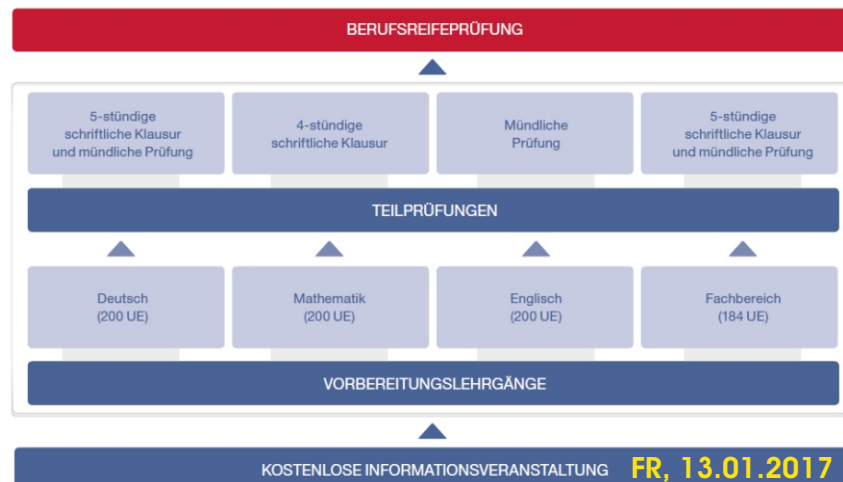 BERUFSREIFEPRÜFUNG
5-stündige
schriftliche Klausur
und mündliche Prüfung
4-stündige
schriftliche Klausur
Mündliche
Prüfung
5-stündige
schriftliche Klausur
und mündliche Prüfung
TEILPRÜFUNGEN
Deutsch
(200 UE)
Mathematik
(200 UE)
Englisch
(200 UE)
Fachbereich
(184 UE)
VORBEREITUNGSLEHRGÄNGE
KOSTENLOSE INFORMATIONSVERANSTALTUNG FR, 13.01.2017